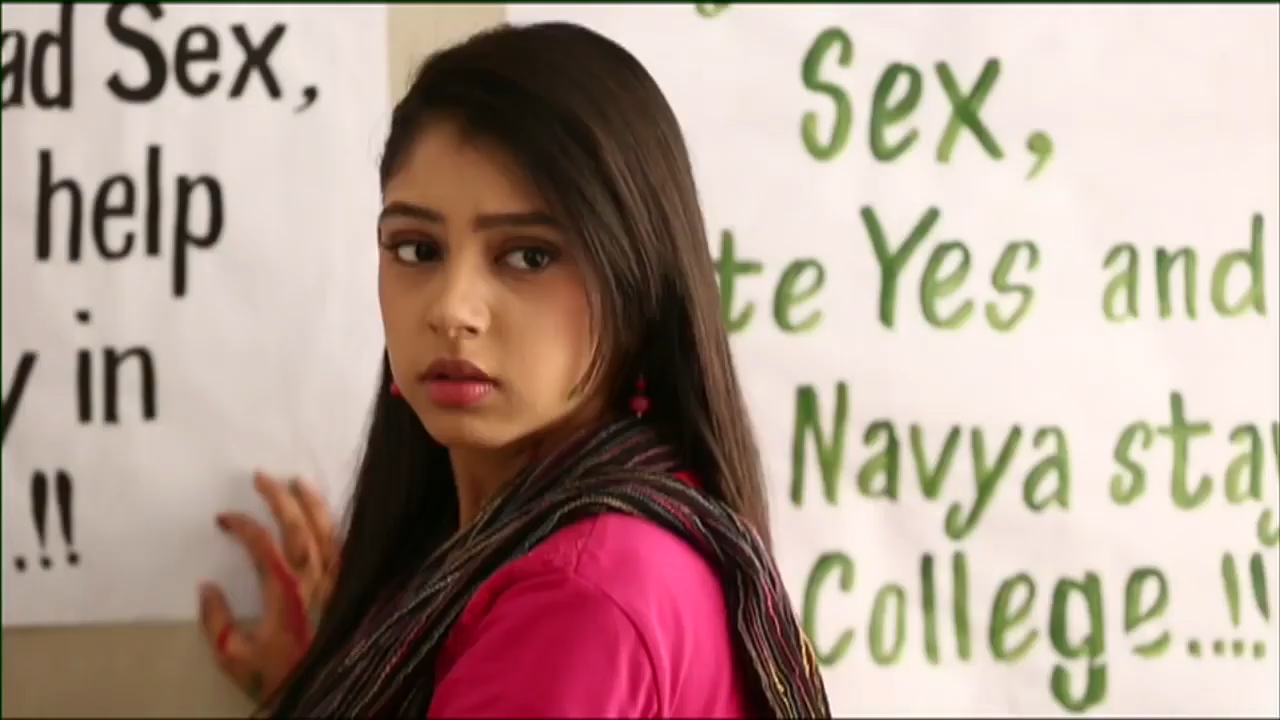 ad Sex,
help
y in
.!!
Sex,
te Yes and
Navya stay
College...!!